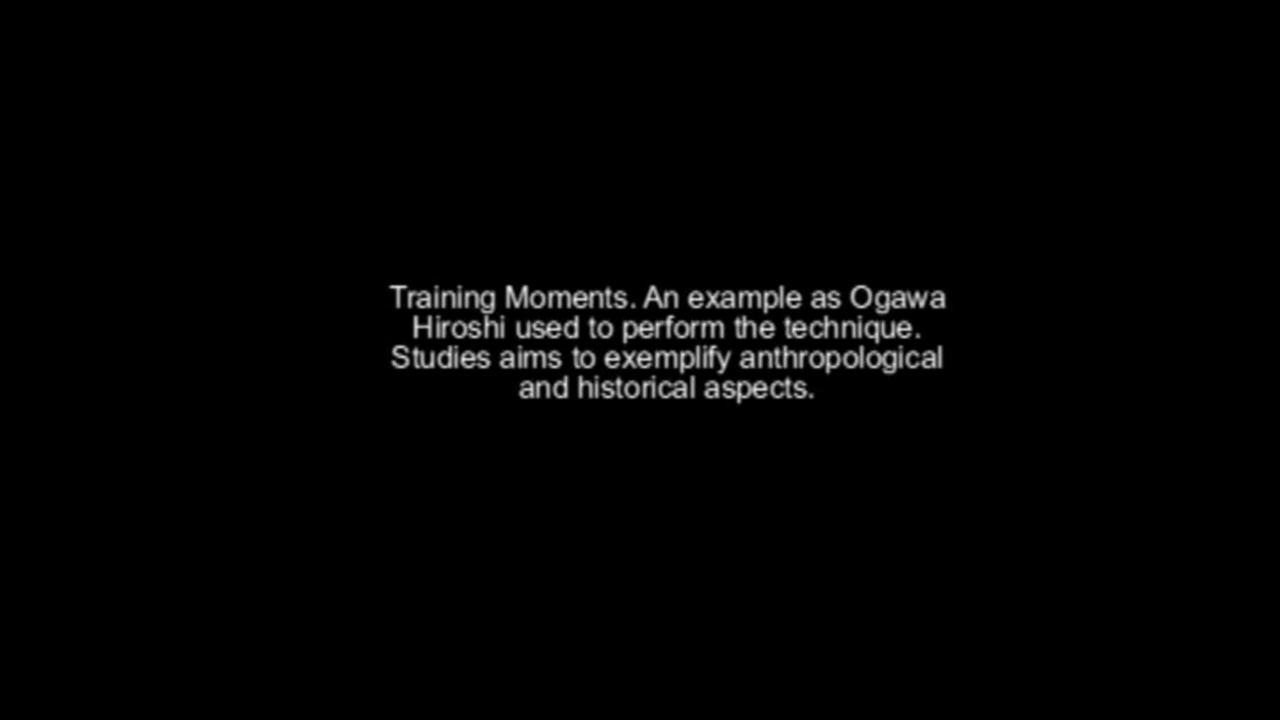 Training Moments. An example as Ogawa
Hiroshi used to perform the technique.
Studies aims to exemplify anthropological
and historical aspects.